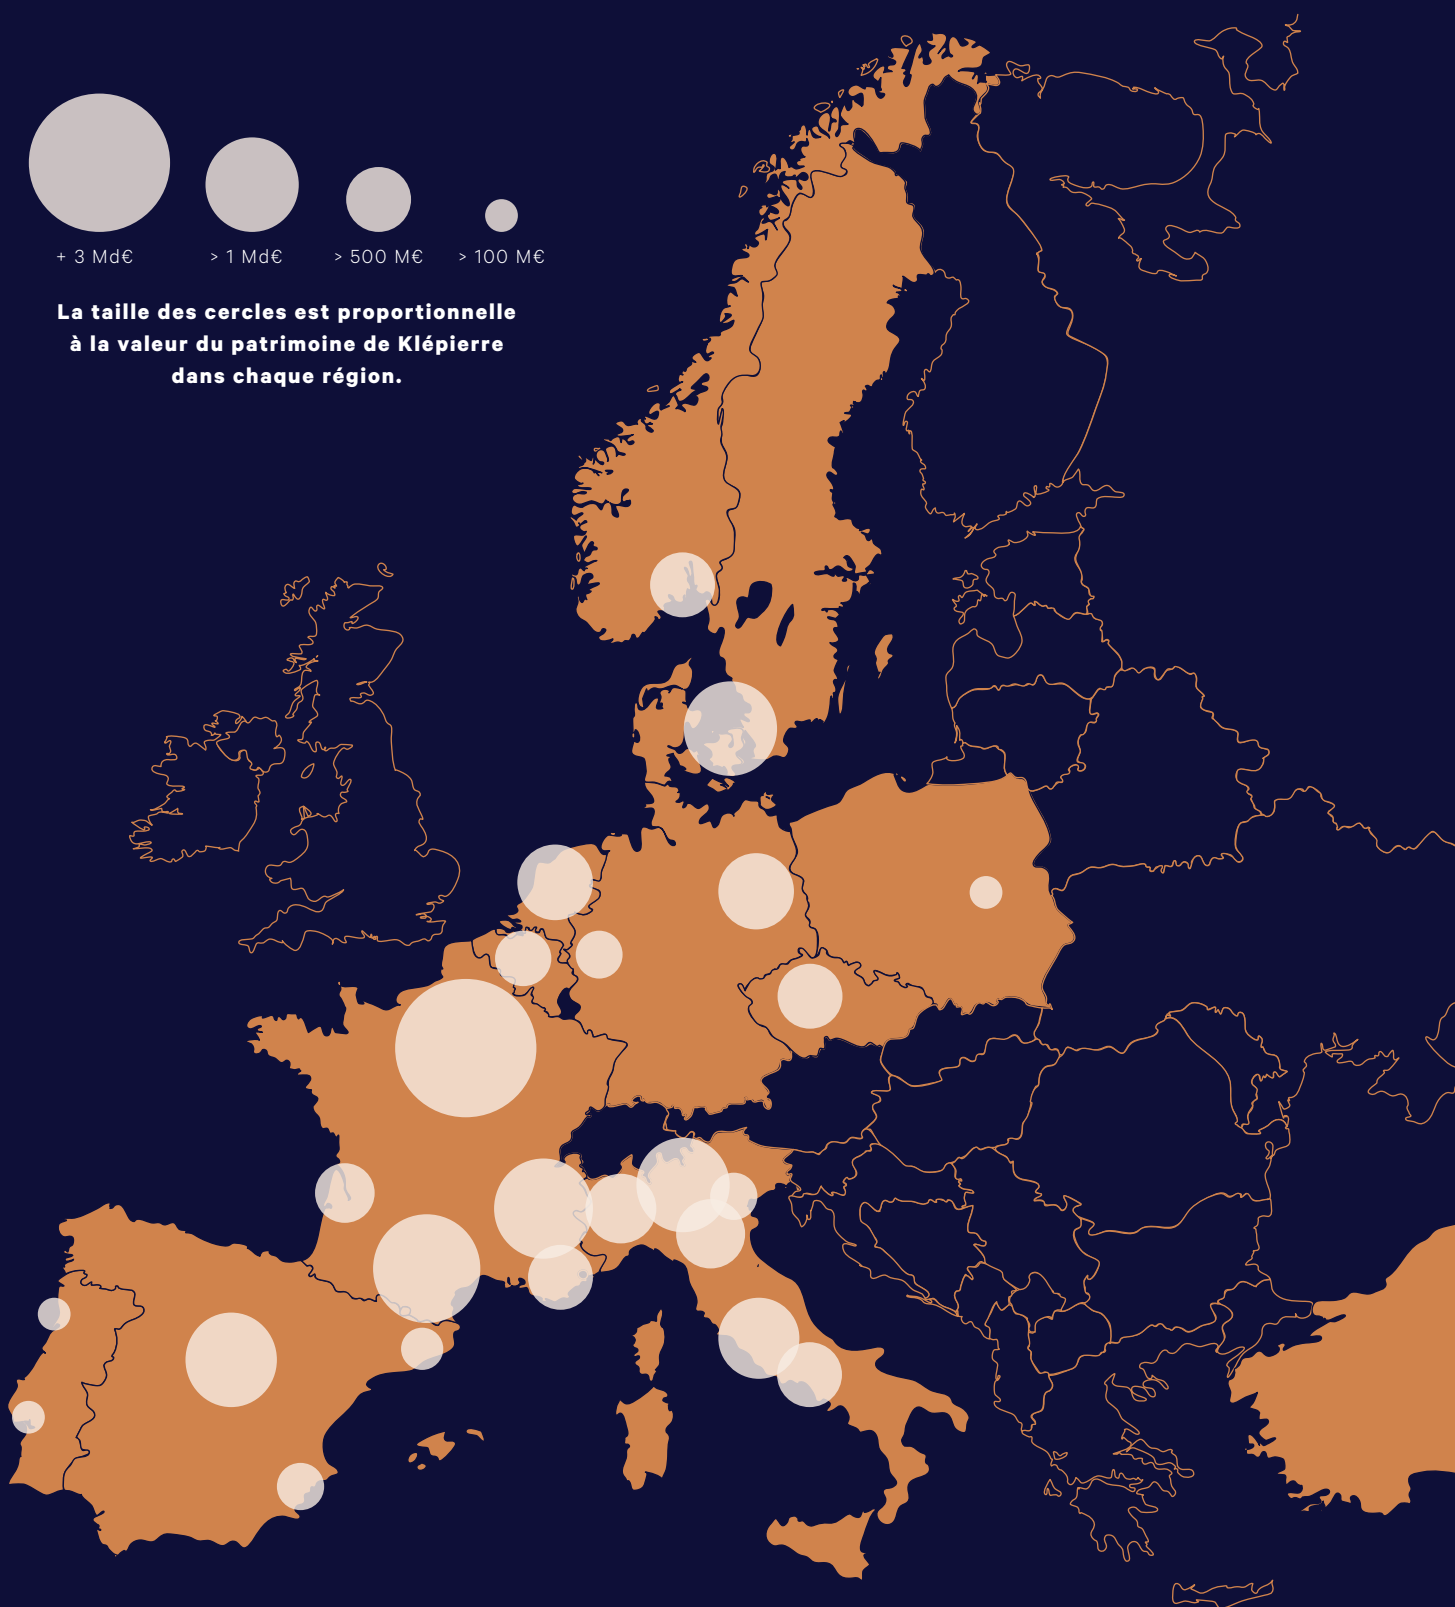 + 3 Md€
> 1 Md€
> 500 M€
> 100 M€
La taille des cercles est proportionnelle
à la valeur du patrimoine de Klépierre
dans chaque région.